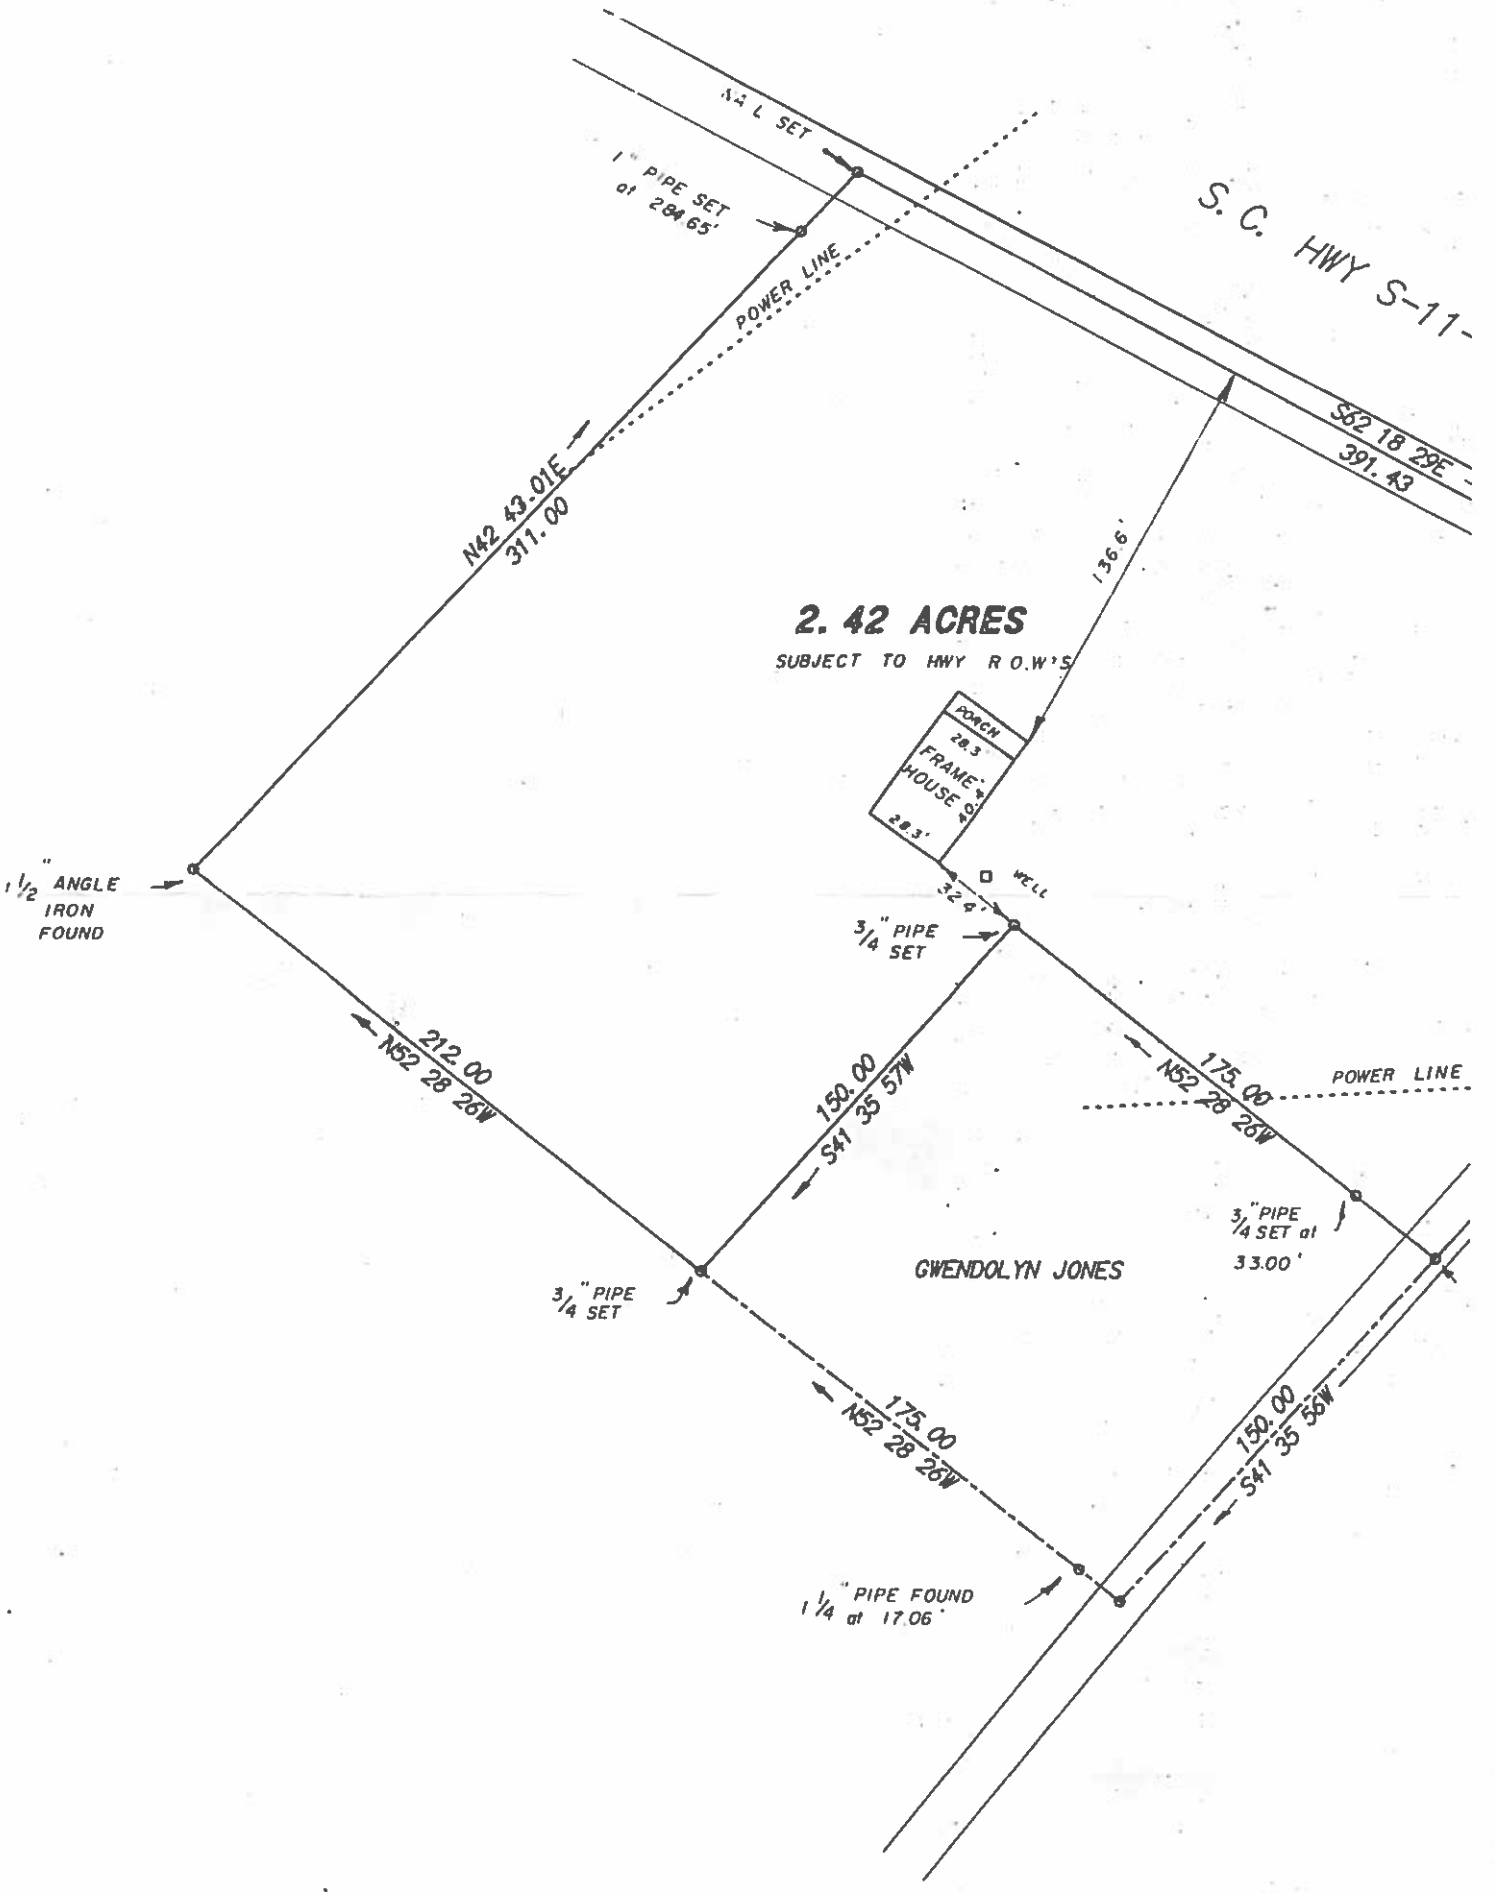 SET
1" PIPE SET
at 284.65'
POWER LINE
S. C. HWY S-11-
S62 18 29E
391.43
N42 43.01E
311.00
136.6'
2.42 ACRES
SUBJECT TO HWY R O.W'S
PORCH
28.3
FRAME
HOUSE
28.3'
1 1/2" ANGLE
IRON
FOUND
WELL
3/4" PIPE
SET
212.00
N52 28 26W
150.00
S41 35 57W
175.00
N52 28 26W
POWER LINE
3/4" PIPE
SET at
33.00'
GWENDOLYN JONES
3/4" PIPE
SET
175.00
N52 28 26W
150.00
S41 35 56W
1 1/4" PIPE FOUND
at 17.06'